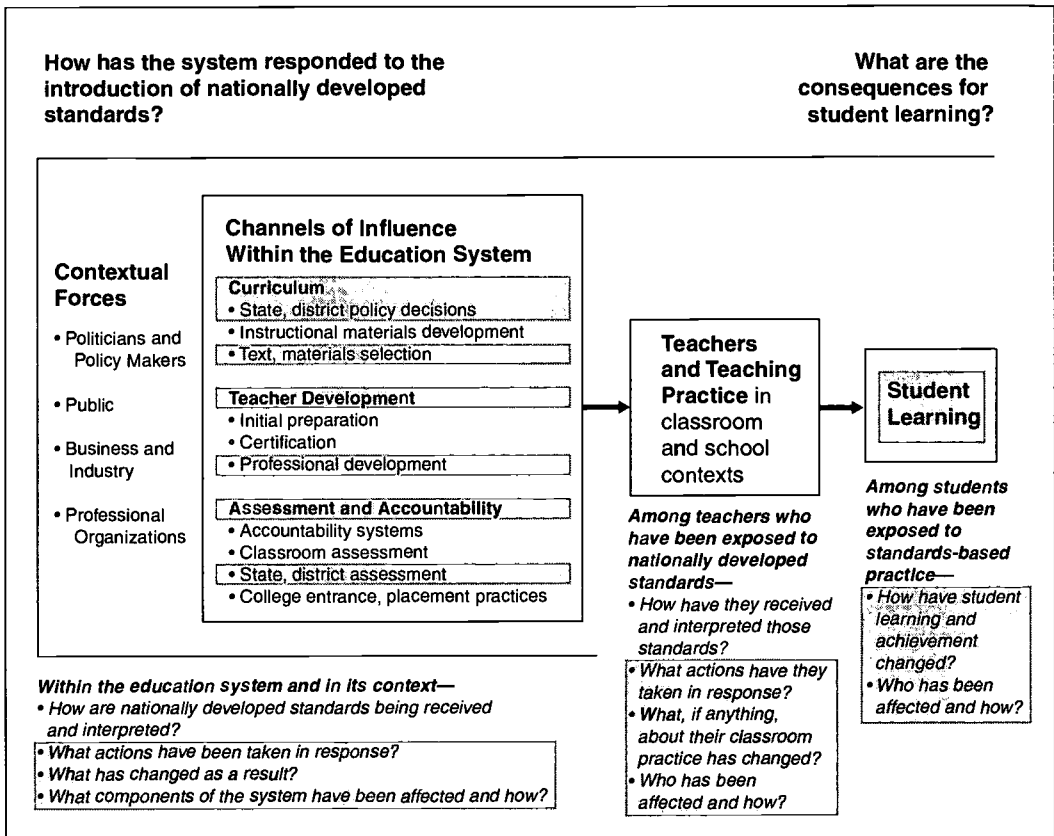 How has the system responded to the
introduction of nationally developed
standards?
What are the
consequences for
student learning?
Contextual
Forces
• Politicians and
Policy Makers
• Public
• Business and
Industry
• Professional
Organizations
Channels of Influence
Within the Education System
Curriculum
• State, district policy decisions
• Instructional materials development
• Text, materials selection
Teacher Development
• Initial preparation
• Certification
• Professional development
Assessment and Accountability
• Accountability systems
• Classroom assessment
• State, district assessment
• College entrance, placement practices
Teachers
and Teaching
Practice in
classroom
and school
contexts
Student
Learning
Within the education system and in its context—
• How are nationally developed standards being received
and interpreted?
• What actions have been taken in response?
• What has changed as a result?
• What components of the system have been affected and how?
Among teachers who
have been exposed to
nationally developed
standards—
• How have they received
and interpreted those
standards?
• What actions have they
taken in response?
• What, if anything,
about their classroom
practice has changed?
• Who has been
affected and how?
Among students
who have been
exposed to
standards-based
practice—
• How have student
learning and
achievement
changed?
• Who has been
affected and how?